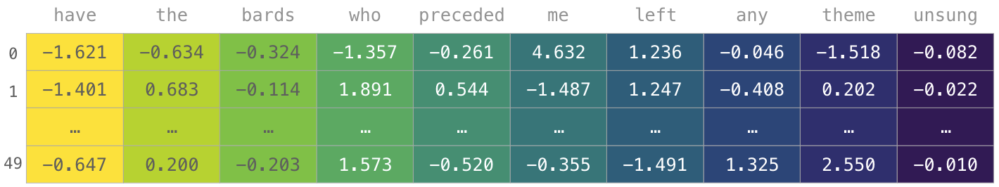 have the bards who preceded me left any theme unsung
0 −1.621 −0.634 −0.324 −1.357 −0.261 4.632 1.236 −0.046 −1.518 −0.082
1 −1.401 0.683 −0.114 1.891 0.544 −1.487 1.247 −0.408 0.202 −0.022
… … … … … … … … … …
49 −0.647 0.200 −0.203 1.573 −0.520 −0.355 −1.491 1.325 2.550 −0.010